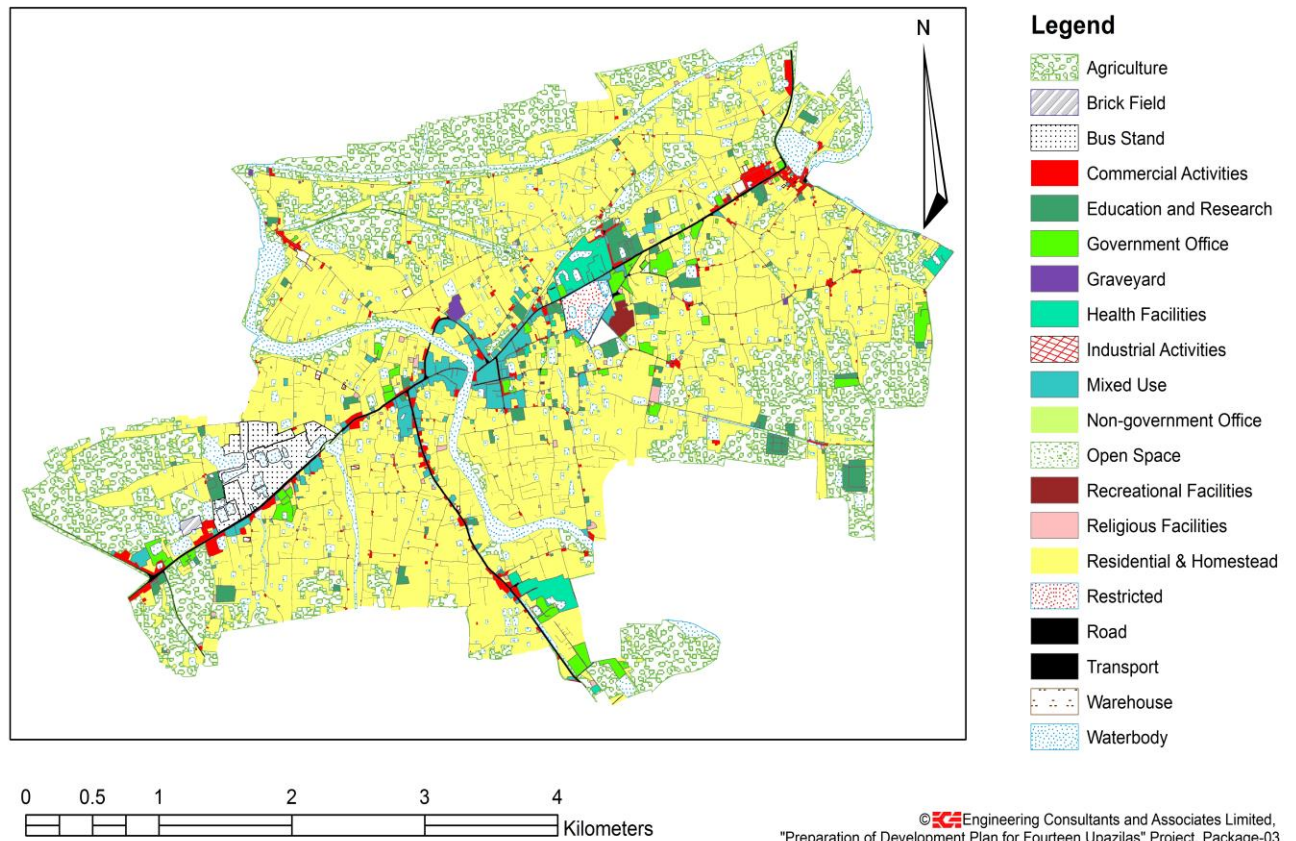 N
Legend
Agriculture
Brick Field
Bus Stand
Commercial Activities
Education and Research
Government Office
Graveyard
Health Facilities
Industrial Activities
Mixed Use
Non-government Office
Open Space
Recreational Facilities
Religious Facilities
Residential & Homestead
Restricted
Road
Transport
Warehouse
Waterbody
0 0.5 1 2 3 4
Kilometers
© Engineering Consultants and Associates Limited,
"Preparation of Development Plan for Fourteen Upazilas" Project, Package-03